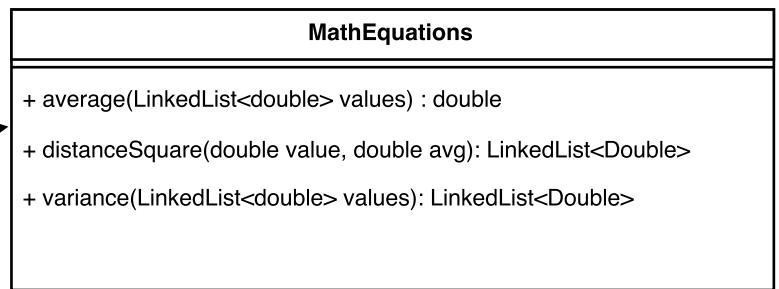 MathEquations
+ average(LinkedList<double> values) : double
+ distanceSquare(double value, double avg): LinkedList<Double>
+ variance(LinkedList<double> values): LinkedList<Double>